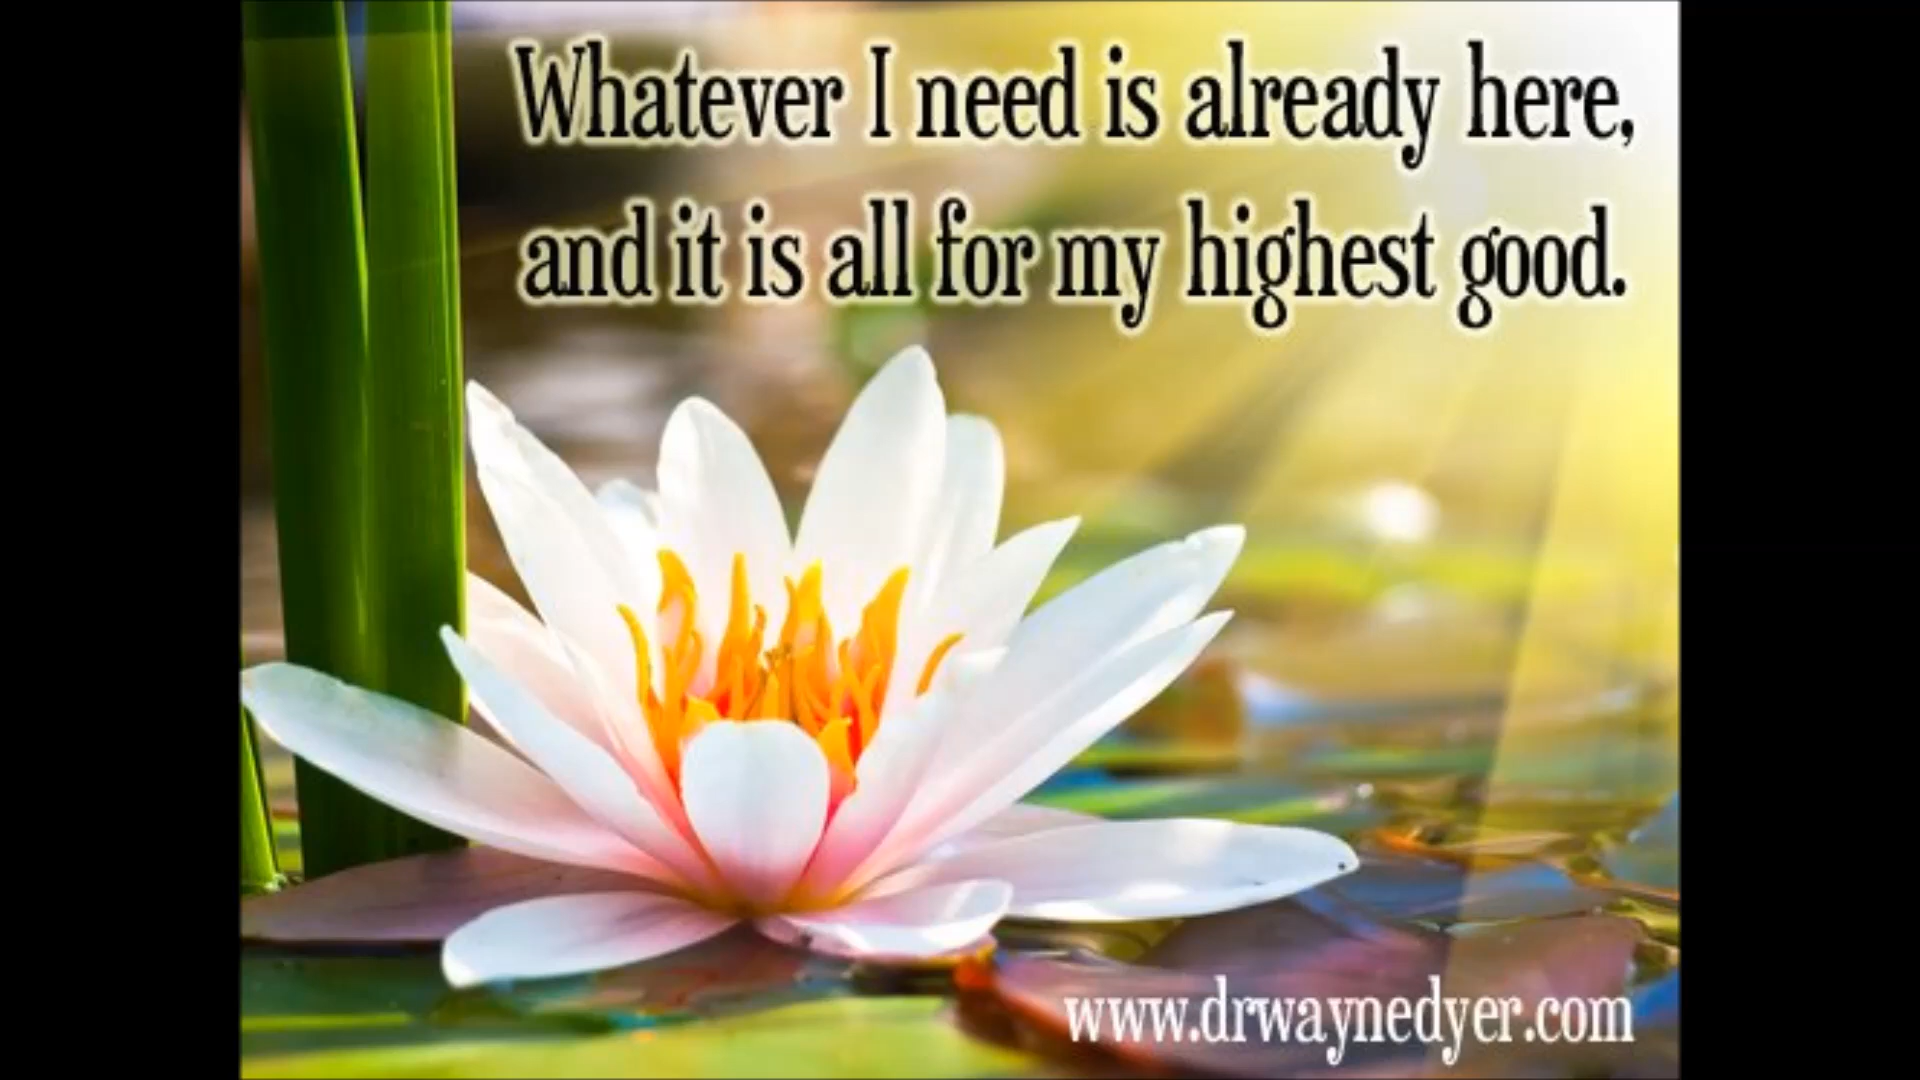 Whatever I need is already here,
and it is all for my highest good.
www.drwaynedyer.com